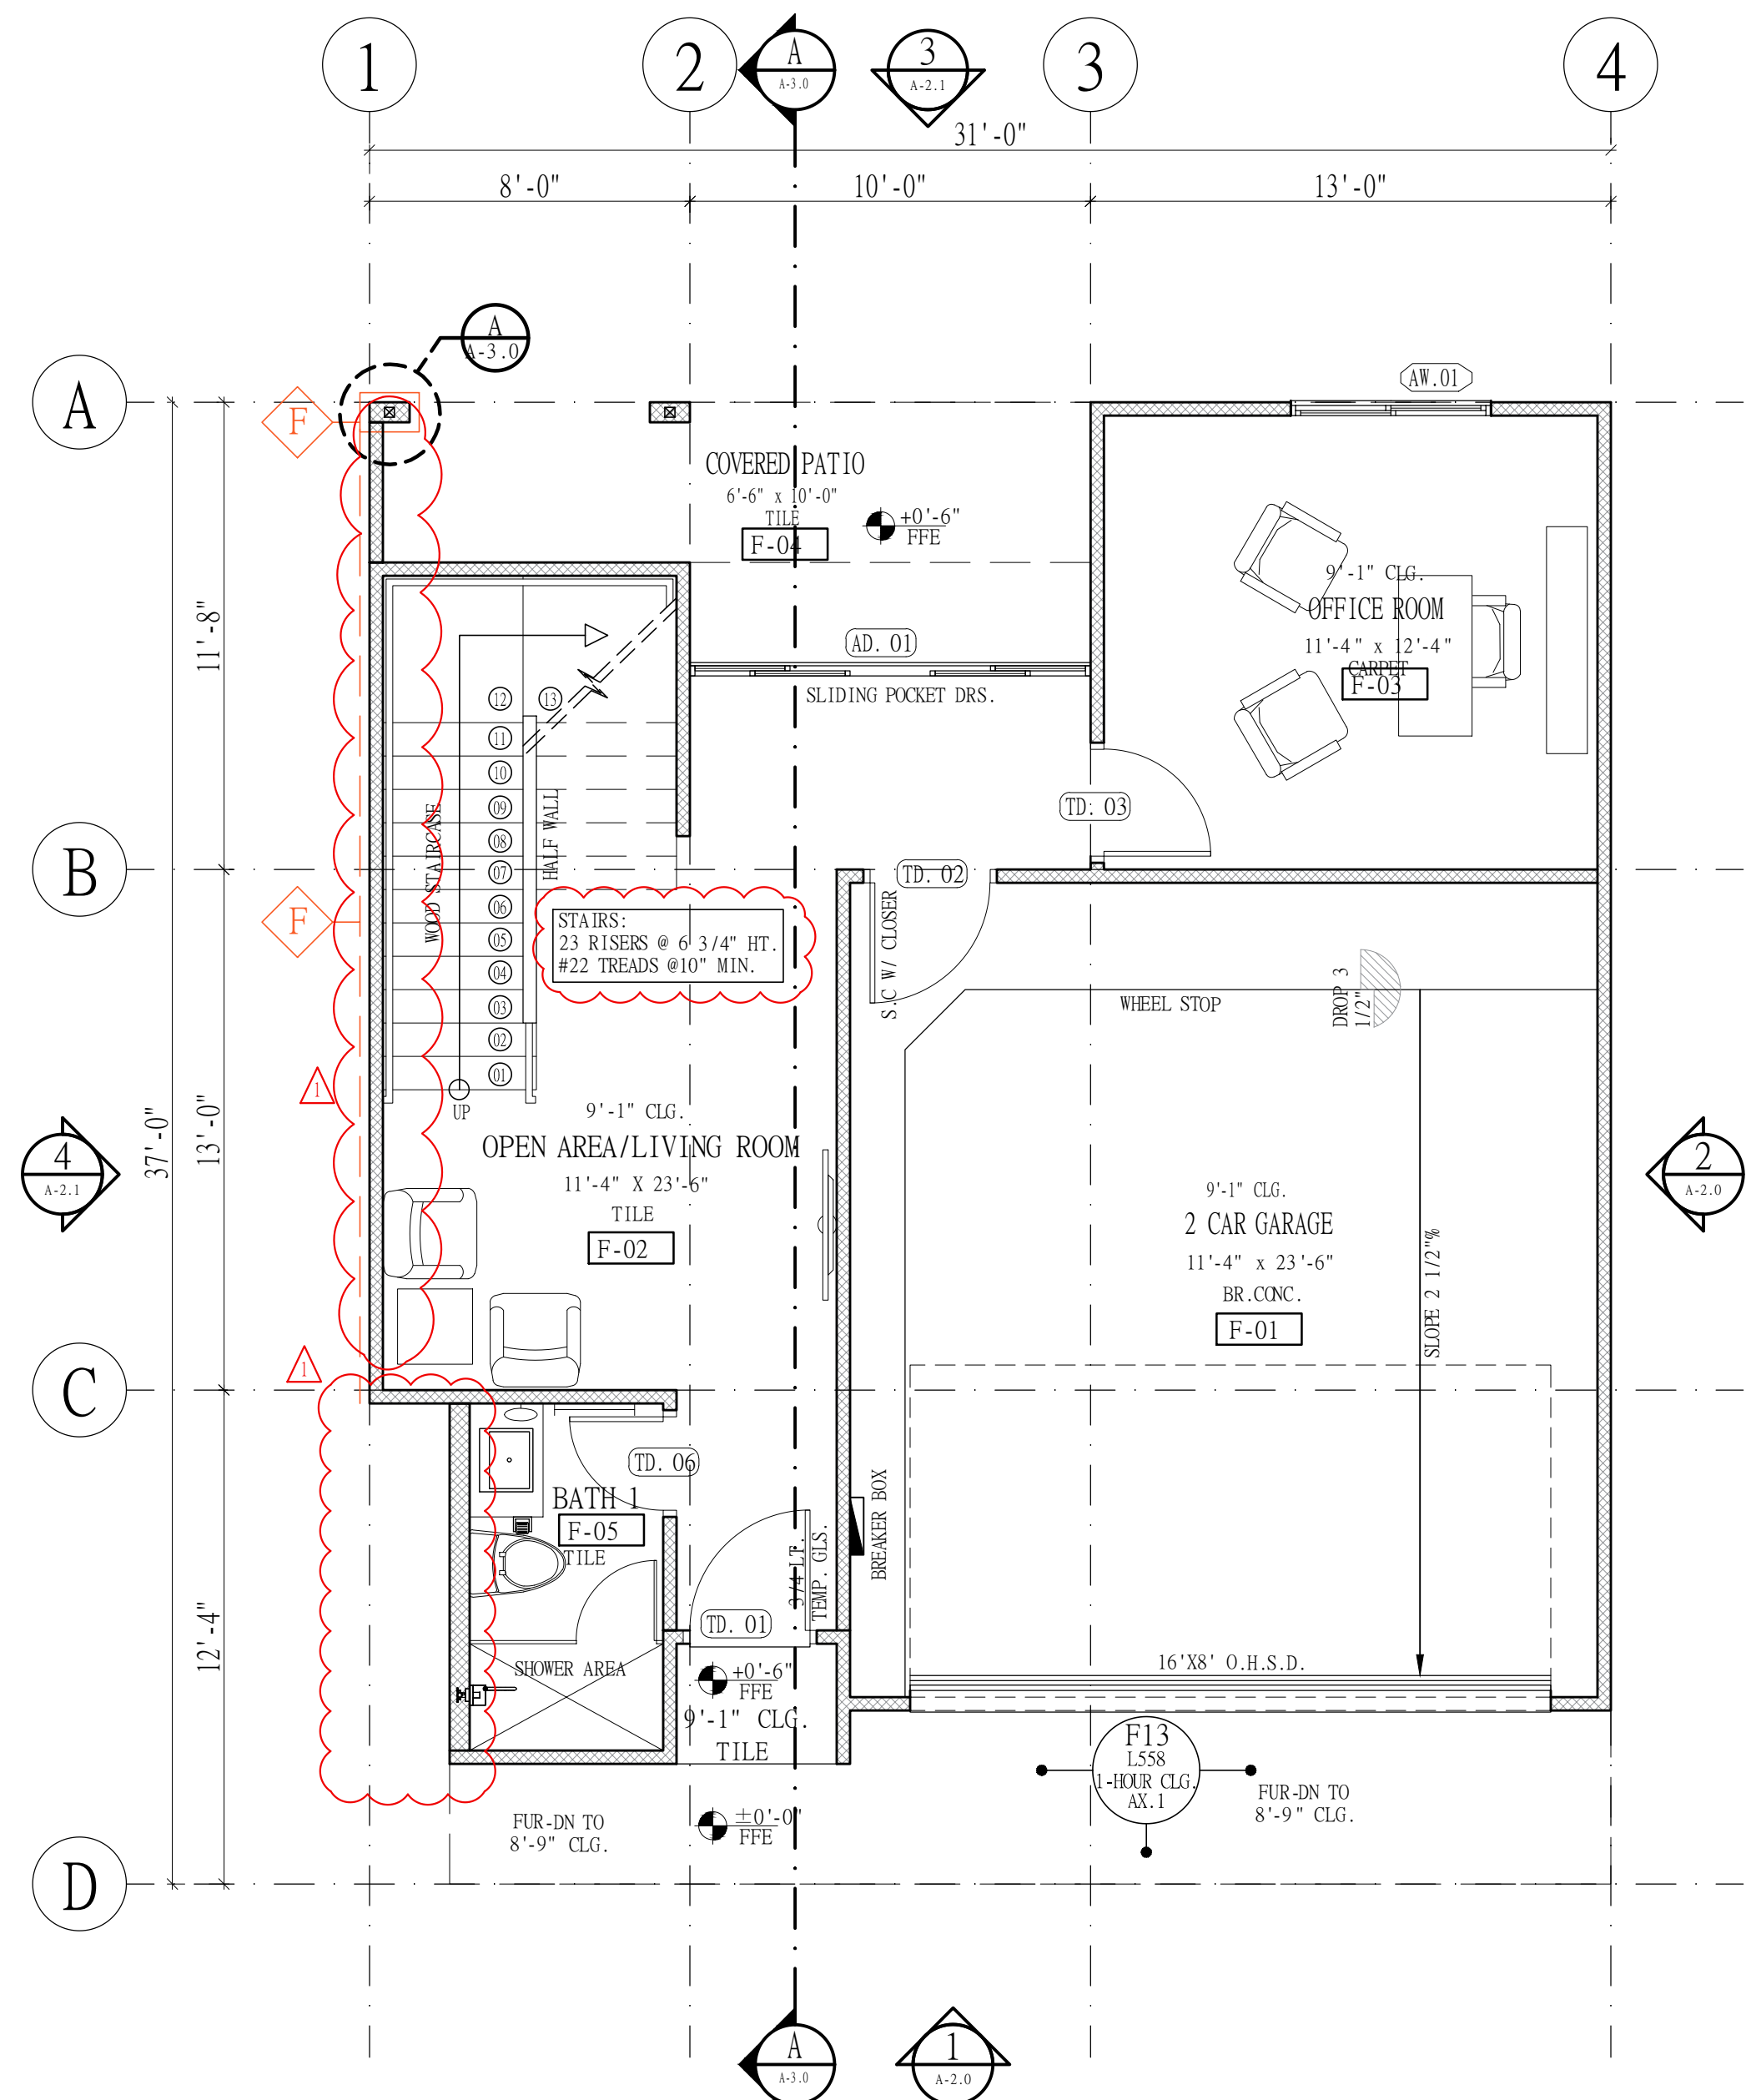 1
2
A
A-3.0
3
A-2.1
3
4
31'-0"
8'-0"
10'-0"
13'-0"
A
A-3.0
A
F
AW.01
COVERED PATIO
6'-6" x 10'-0"
TILE
F-04
+0'-6"
FFE
9'-1" CLG.
OFFICE ROOM
11'-4" x 12'-4"
CARPET
F-03
11'-8"
AD. 01
SLIDING POCKET DRS.
12
13
11
10
09
08
07
06
05
04
03
02
01
WOOD STAIRCASE
HALF WALL
UP
TD. 03
B
TD. 02
F
STAIRS:
23 RISERS @ 6 3/4" HT.
#22 TREADS @10" MIN.
S.C W/ CLOSER
WHEEL STOP
DROP 3
1/2"
1
37'-0"
13'-0"
4
A-2.1
9'-1" CLG.
OPEN AREA/LIVING ROOM
11'-4" X 23'-6"
TILE
F-02
9'-1" CLG.
2 CAR GARAGE
11'-4" x 23'-6"
BR.CONC.
F-01
SLOPE 2 1/2"%
2
A-2.0
1
C
TD. 06
BATH 1
F-05
TILE
BREAKER BOX
3/4 LT.
TEMP. GLS.
12'-4"
TD. 01
SHOWER AREA
+0'-6"
FFE
9'-1" CLG.
TILE
16'X8' O.H.S.D.
F13
L558
1-HOUR CLG.
AX.1
FUR-DN TO
8'-9" CLG.
FUR-DN TO
8'-9" CLG.
±0'-0"
FFE
D
A
A-3.0
1
A-2.0